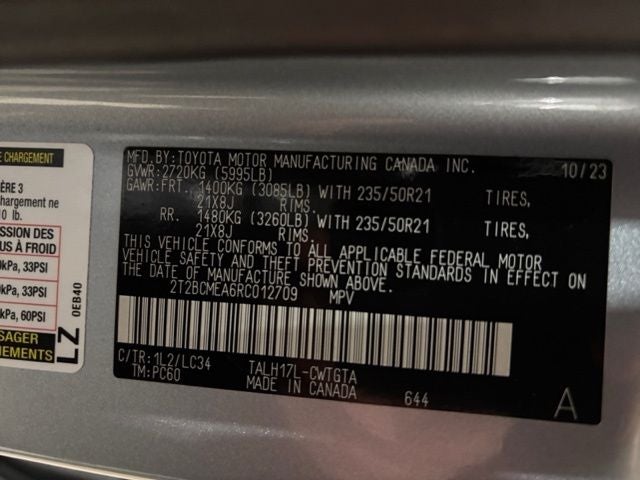 E CHARGEMENT
ÈRE 3
hargement ne
0 lb.
SSION DES
US À FROID
kPa, 33PSI
kPa, 33PSI
kPa, 60PSI
SAGER
NEMENTS
LZ 0EB40
MFD.BY:TOYOTA MOTOR MANUFACTURING CANADA INC. 10/23
GVWR:2720KG (5995LB)
GAWR:FRT. 1400KG (3085LB) WITH 235/50R21 TIRES,
21X8J RIMS.
RR. 1480KG (3260LB) WITH 235/50R21 TIRES,
21X8J RIMS.
THIS VEHICLE CONFORMS TO ALL APPLICABLE FEDERAL MOTOR
VEHICLE SAFETY AND THEFT PREVENTION STANDARDS IN EFFECT ON
THE DATE OF MANUFACTURE SHOWN ABOVE.
2T2BCMEA6RC012709 MPV
C/TR:1L2/LC34 TALH17L-CWTGTA
TM:PC60 MADE IN CANADA 644
A